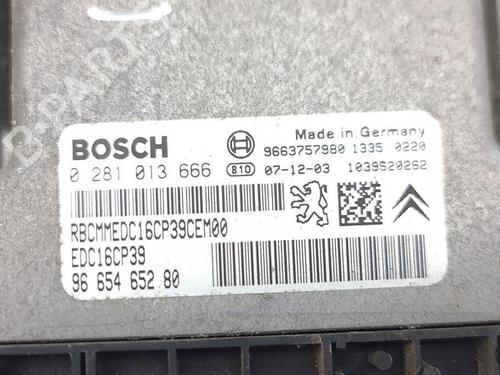 BOSCH
Made in Germany
9663757980 1335 0220
0 281 013 666 B10 07-12-03 1039S20262
RBCMMEDC16CP39CEM00
EDC16CP39
96 654 652 80
B-PARTS